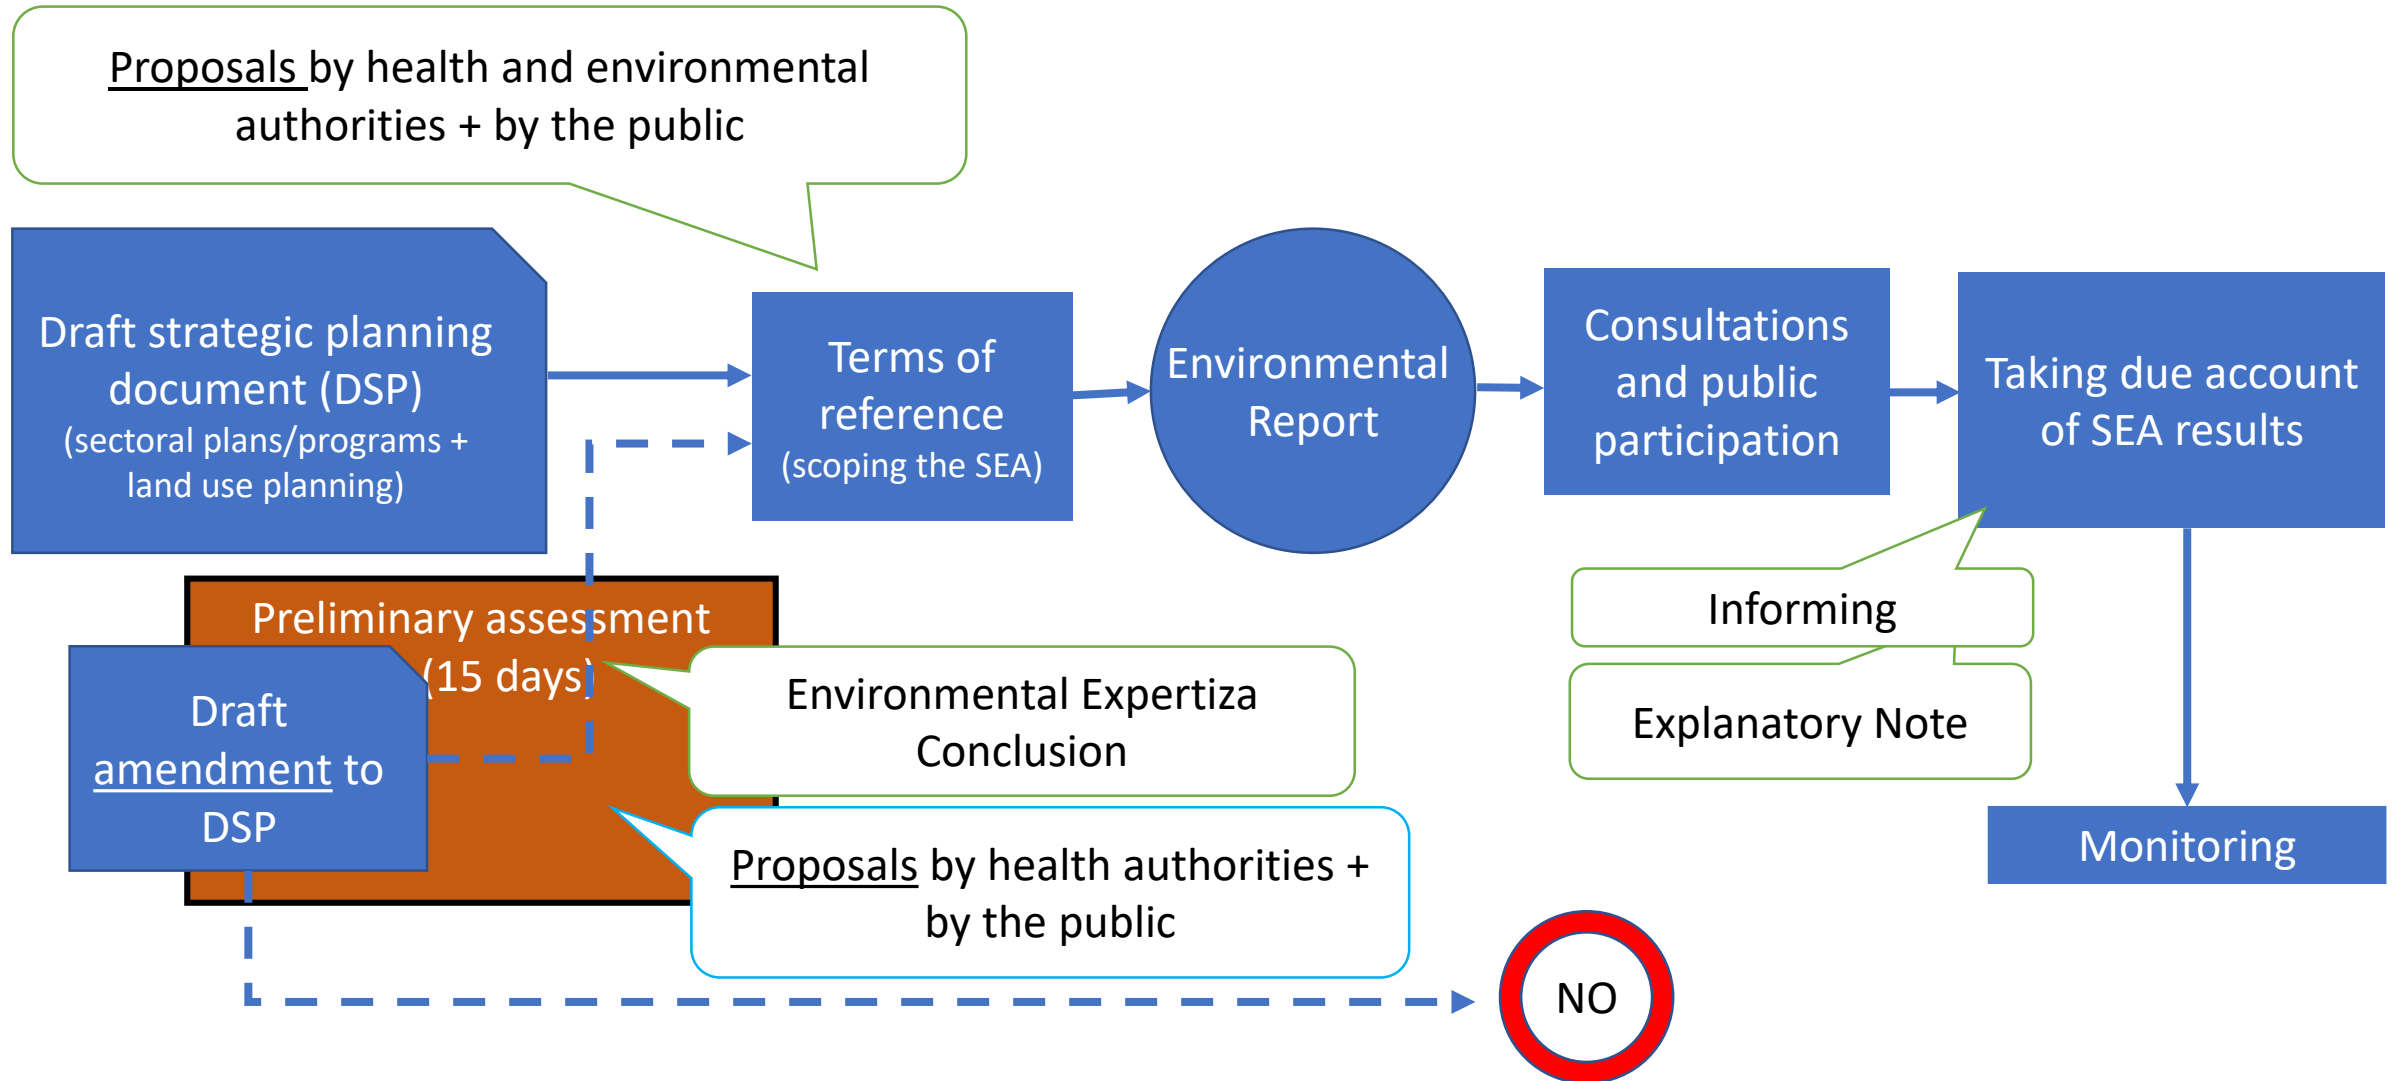 Proposals by health and environmental
authorities + by the public
Draft strategic planning
document (DSP)
(sectoral plans/programs +
land use planning)
Terms of
reference
(scoping the SEA)
Environmental
Report
Consultations
and public
participation
Taking due account
of SEA results
Preliminary assessment
(15 days)
Draft
amendment to
DSP
Environmental Expertiza
Conclusion
Proposals by health authorities +
by the public
Informing
Explanatory Note
Monitoring
NO